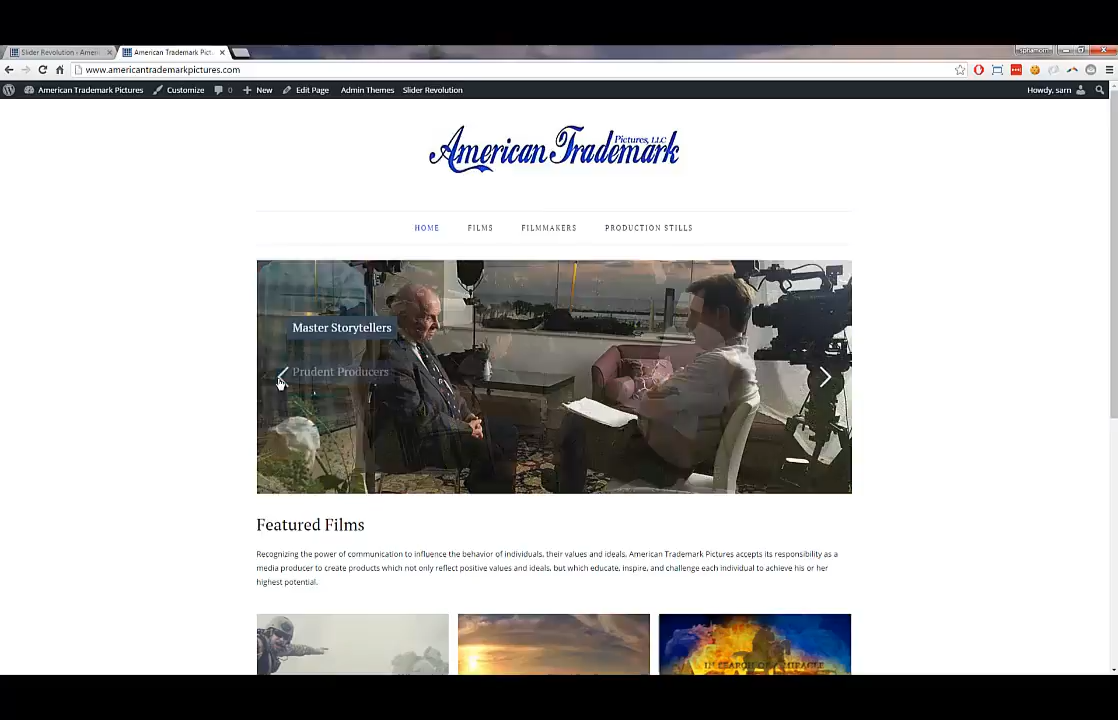 Slider Revolution - Ameri
American Trademark Pict
www.americantrademarkpictures.com
American Trademark Pictures
Customize
0
New
Edit Page
Admin Themes
Slider Revolution
Howdy, sam
Pictures, LLC
American Trademark
HOME
FILMS
FILMMAKERS
PRODUCTION STILLS
Master Storytellers
Prudent Producers
Featured Films
Recognizing the power of communication to influence the behavior of individuals, their values and ideals, American Trademark Pictures accepts its responsibility as a
media producer to create products which not only reflect positive values and ideals, but which educate, inspire, and challenge each individual to achieve his or her
highest potential.
IN SEARCH OF A MIRACLE